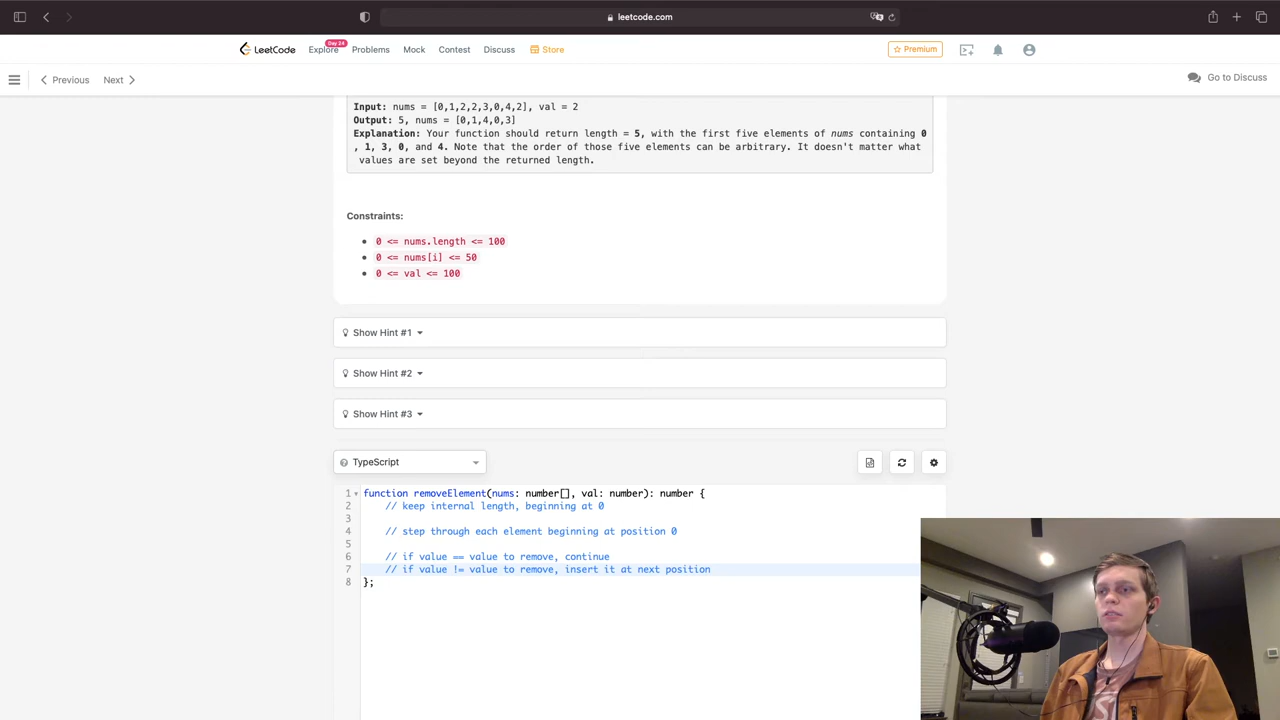 leetcode.com
LeetCode
Explore
Day 24
Problems
Mock
Contest
Discuss
Store
Premium
Previous
Next
Go to Discuss
Input: nums = [0,1,2,2,3,0,4,2], val = 2
Output: 5, nums = [0,1,4,0,3]
Explanation: Your function should return length = 5, with the first five elements of nums containing 0
, 1, 3, 0, and 4. Note that the order of those five elements can be arbitrary. It doesn't matter what
values are set beyond the returned length.
Constraints:
0 <= nums.length <= 100
0 <= nums[i] <= 50
0 <= val <= 100
Show Hint #1
Show Hint #2
Show Hint #3
TypeScript
1 function removeElement(nums: number[], val: number): number {
2 // keep internal length, beginning at 0
3
4 // step through each element beginning at position 0
5
6 // if value == value to remove, continue
7 // if value != value to remove, insert it at next position
8 };